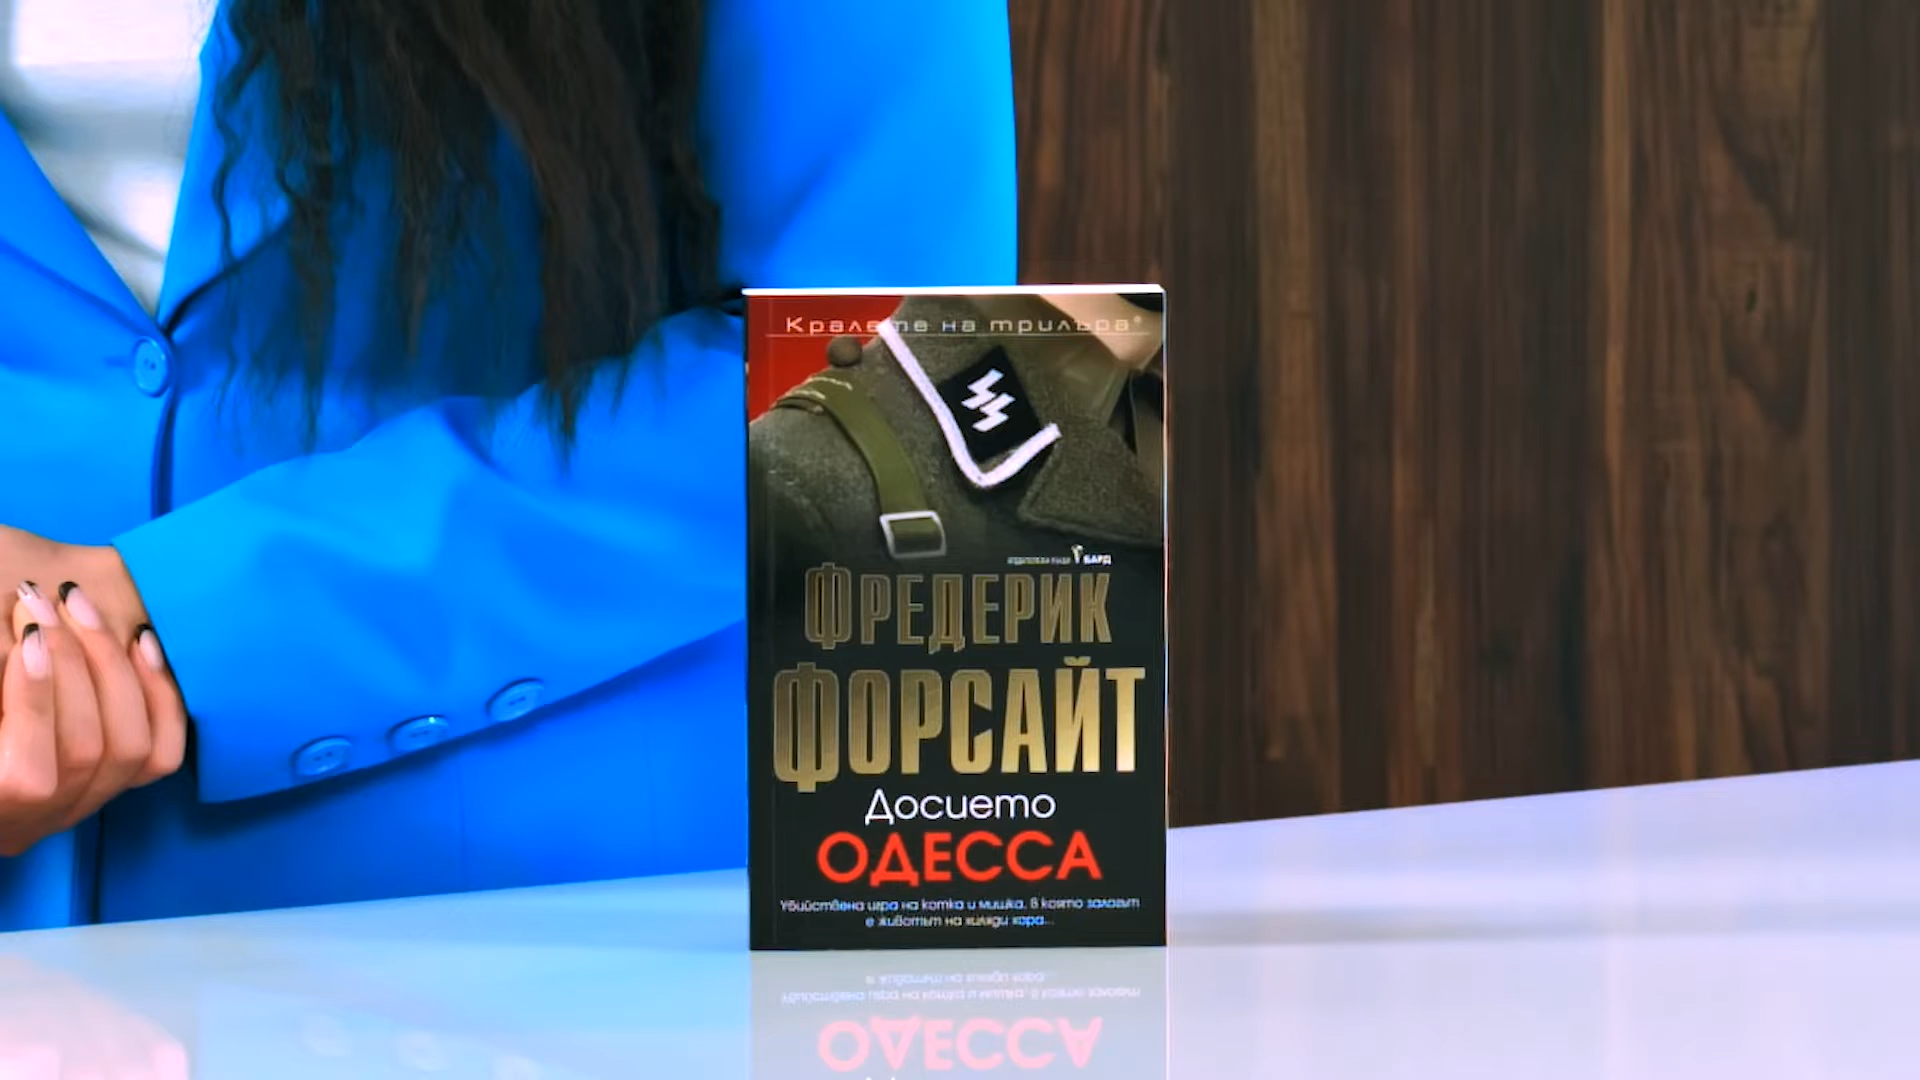 Кралете на трилъра®
издателска къща БАРД
ФРЕДЕРИК
ФОРСАЙТ
Досието
ОДЕССА
Убийствена игра на котка и мишка, в която залогът
е животът на хиляди хора...